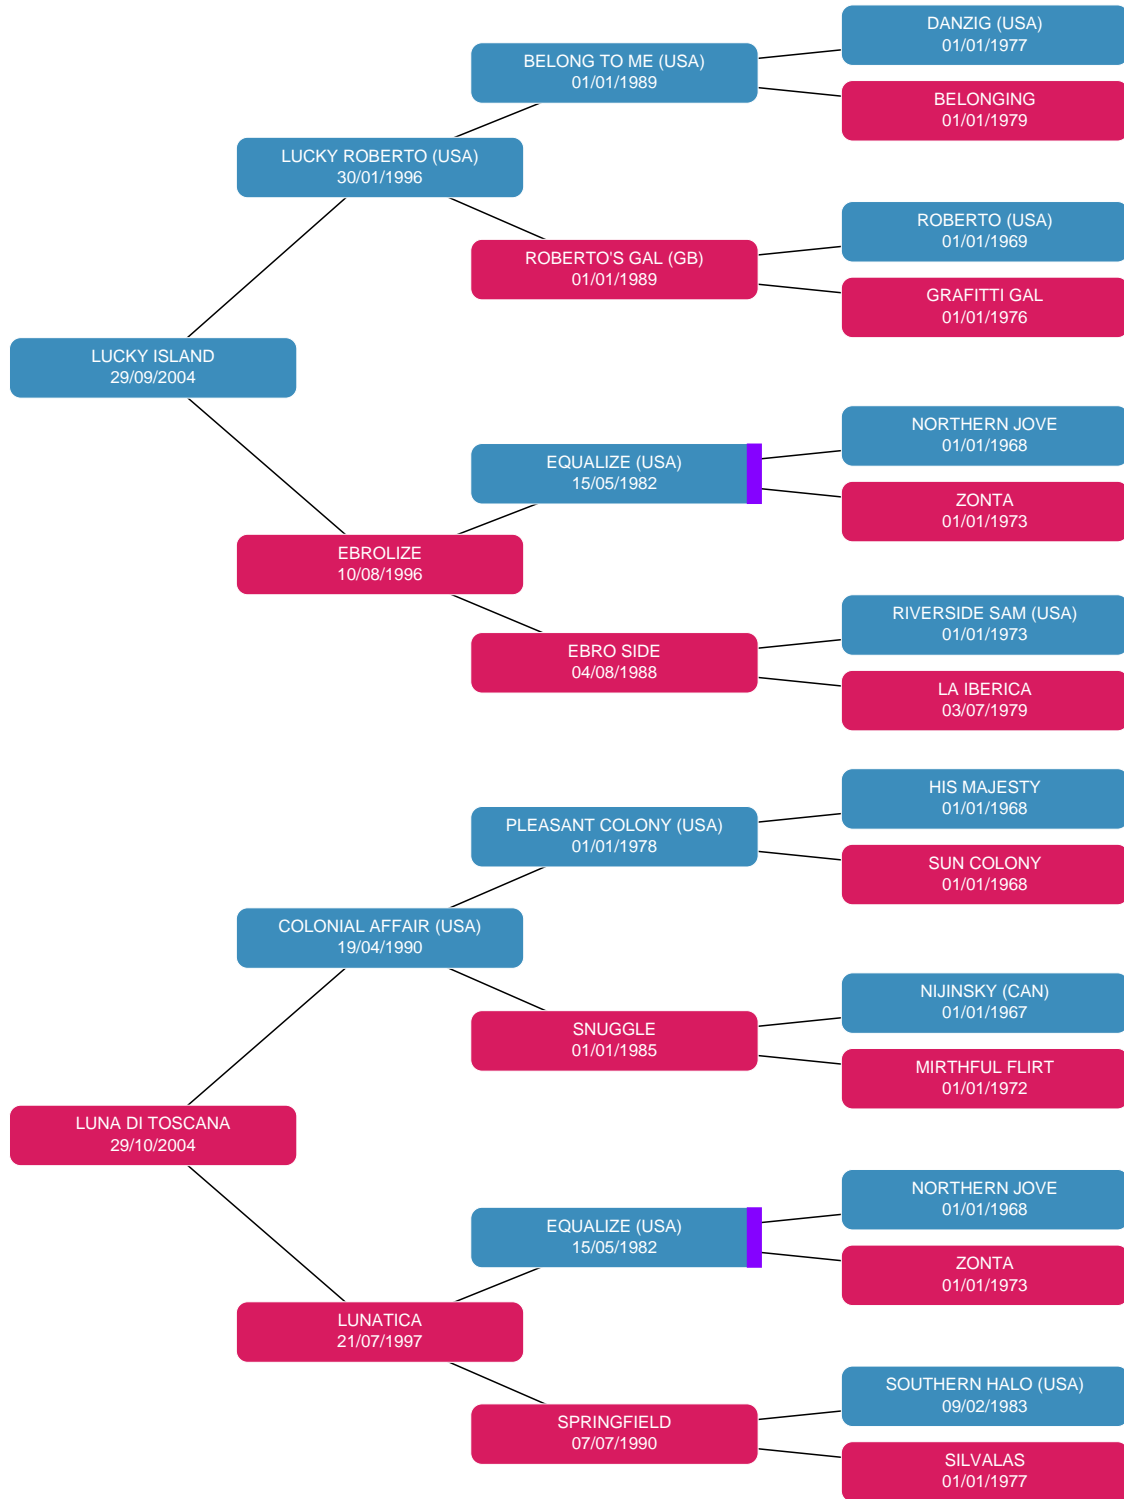 DANZIG (USA)
01/01/1977
BELONG TO ME (USA)
01/01/1989
BELONGING
01/01/1979
LUCKY ROBERTO (USA)
30/01/1996
ROBERTO (USA)
01/01/1969
ROBERTO'S GAL (GB)
01/01/1989
GRAFITTI GAL
01/01/1976
LUCKY ISLAND
29/09/2004
NORTHERN JOVE
01/01/1968
EQUALIZE (USA)
15/05/1982
ZONTA
01/01/1973
EBROLIZE
10/08/1996
RIVERSIDE SAM (USA)
01/01/1973
EBRO SIDE
04/08/1988
LA IBERICA
03/07/1979
HIS MAJESTY
01/01/1968
PLEASANT COLONY (USA)
01/01/1978
SUN COLONY
01/01/1968
COLONIAL AFFAIR (USA)
19/04/1990
NIJINSKY (CAN)
01/01/1967
SNUGGLE
01/01/1985
MIRTHFUL FLIRT
01/01/1972
LUNA DI TOSCANA
29/10/2004
NORTHERN JOVE
01/01/1968
EQUALIZE (USA)
15/05/1982
ZONTA
01/01/1973
LUNATICA
21/07/1997
SOUTHERN HALO (USA)
09/02/1983
SPRINGFIELD
07/07/1990
SILVALAS
01/01/1977